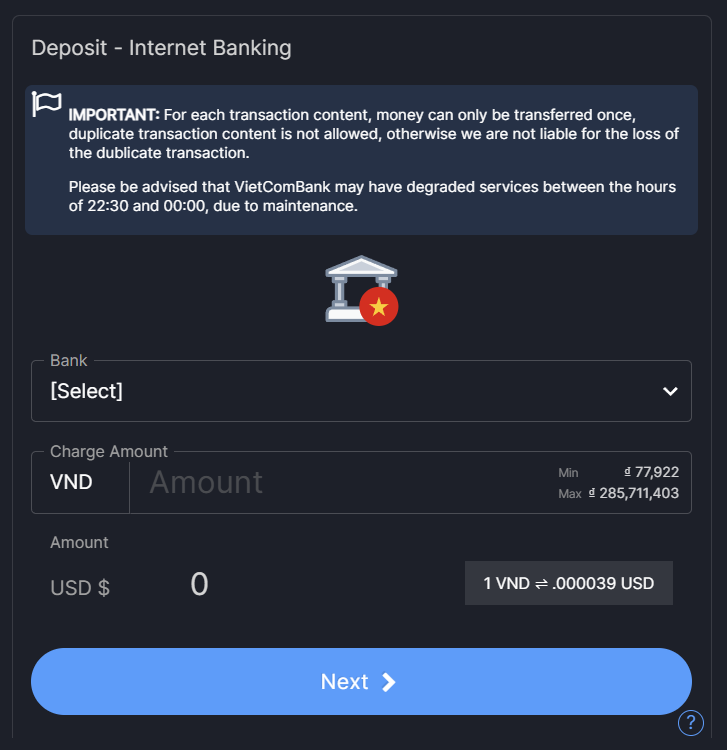 Deposit - Internet Banking
IMPORTANT: For each transaction content, money can only be transferred once,
duplicate transaction content is not allowed, otherwise we are not liable for the loss of
the dublicate transaction.
Please be advised that VietComBank may have degraded services between the hours
of 22:30 and 00:00, due to maintenance.
Bank
[Select]
Charge Amount
VND
Amount
Min ₫ 77,922
Max ₫ 285,711,403
Amount
USD $ 0
1 VND ⇌ .000039 USD
Next
?